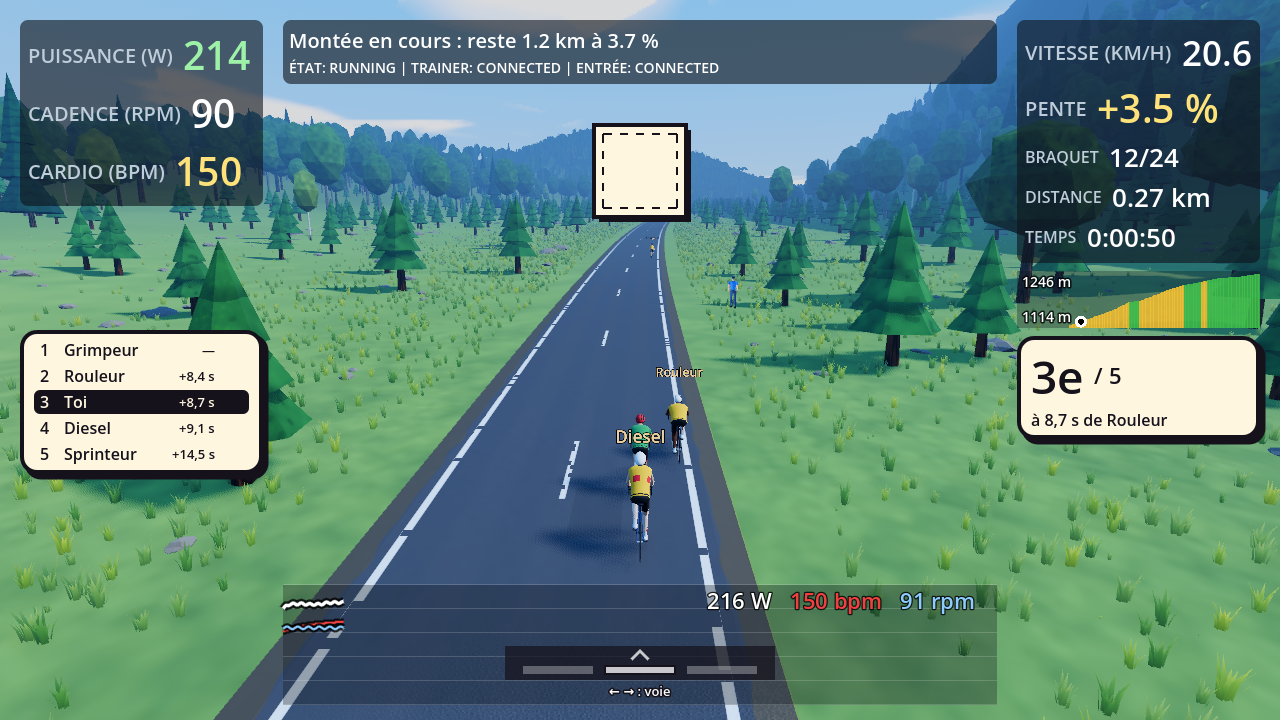 PUISSANCE (W) 214
CADENCE (RPM) 90
CARDIO (BPM) 150
Montée en cours : reste 1.2 km à 3.7 %
ÉTAT: RUNNING | TRAINER: CONNECTED | ENTRÉE: CONNECTED
VITESSE (KM/H) 20.6
PENTE +3.5 %
BRAQUET 12/24
DISTANCE 0.27 km
TEMPS 0:00:50
1246 m
1114 m
1 Grimpeur —
2 Rouleur +8,4 s
3 Toi +8,7 s
4 Diesel +9,1 s
5 Sprinteur +14,5 s
3e / 5
à 8,7 s de Rouleur
Rouleur
Diesel
216 W 150 bpm 91 rpm
← → : voie